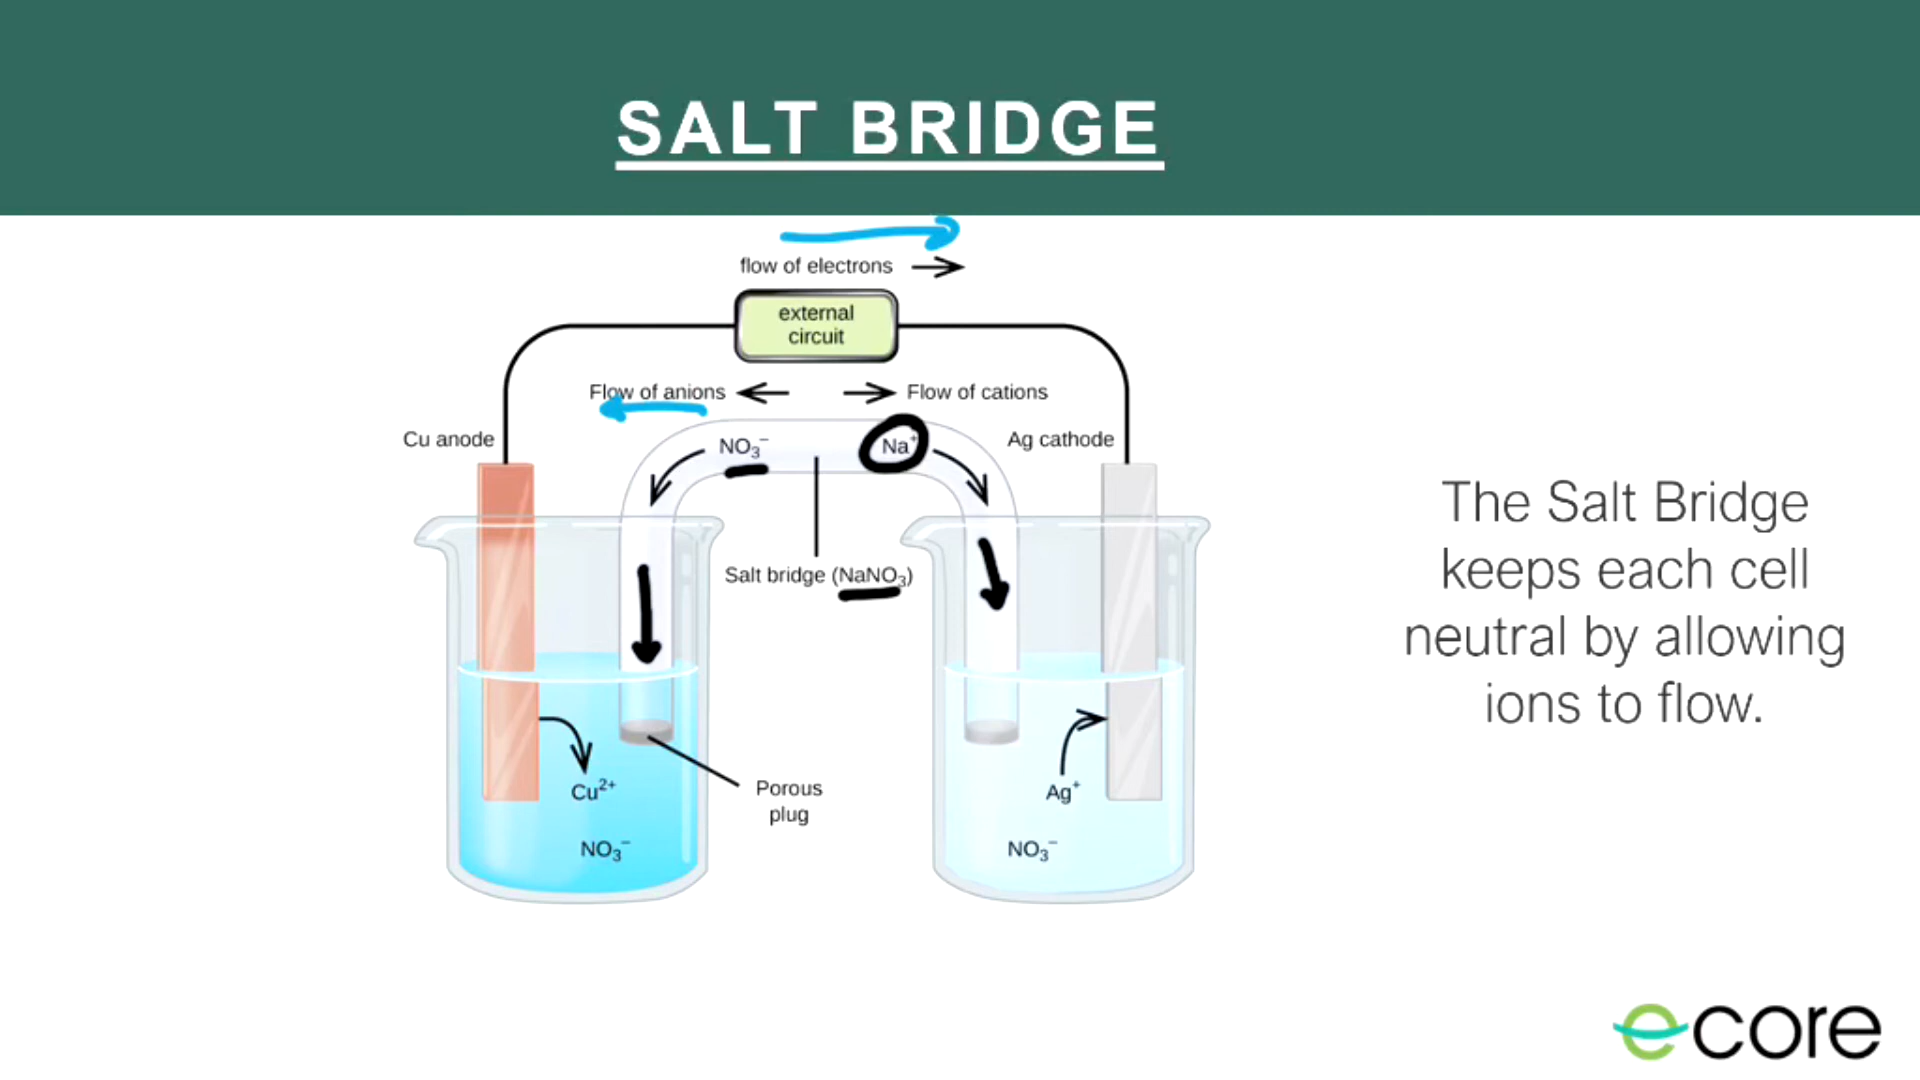 SALT BRIDGE
flow of electrons
external
circuit
Flow of anions
Flow of cations
Cu anode
NO₃⁻
Na⁺
Ag cathode
Salt bridge (NaNO₃)
The Salt Bridge
keeps each cell
neutral by allowing
ions to flow.
Cu²⁺
Porous
plug
Ag⁺
NO₃⁻
NO₃⁻
ecore